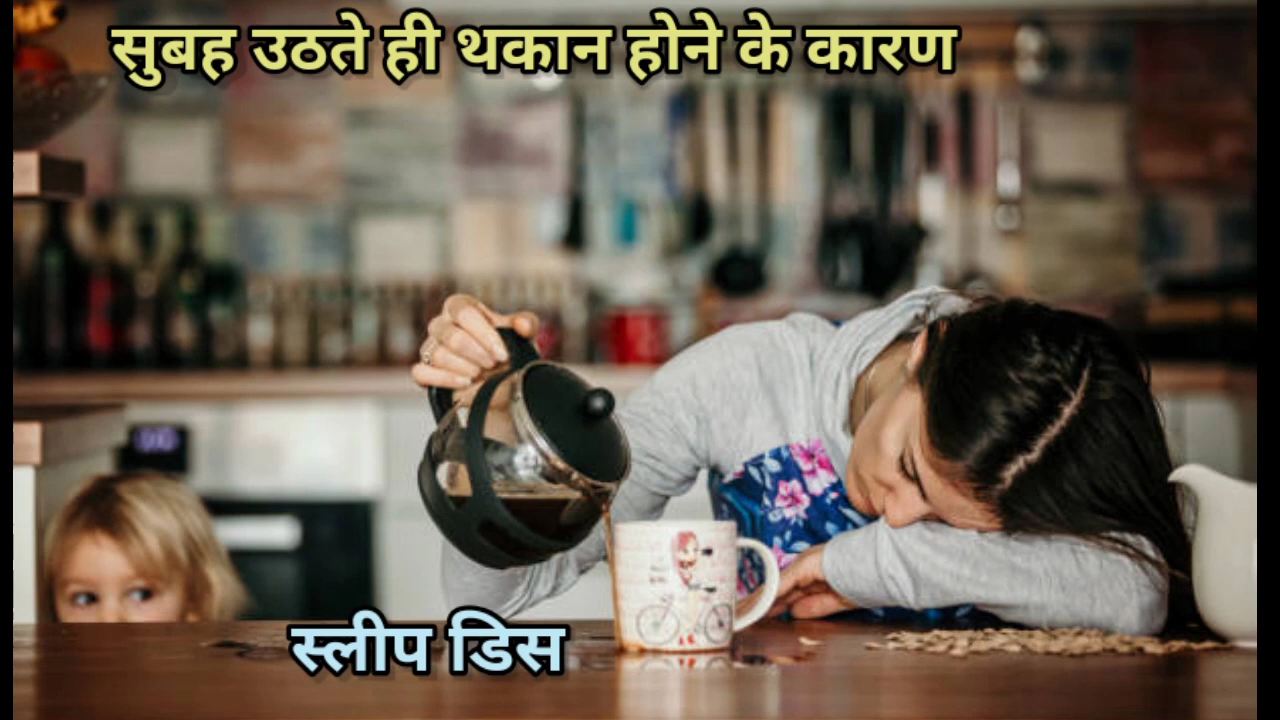 सुबह उठते ही थकान होने के कारण
स्लीप डिस